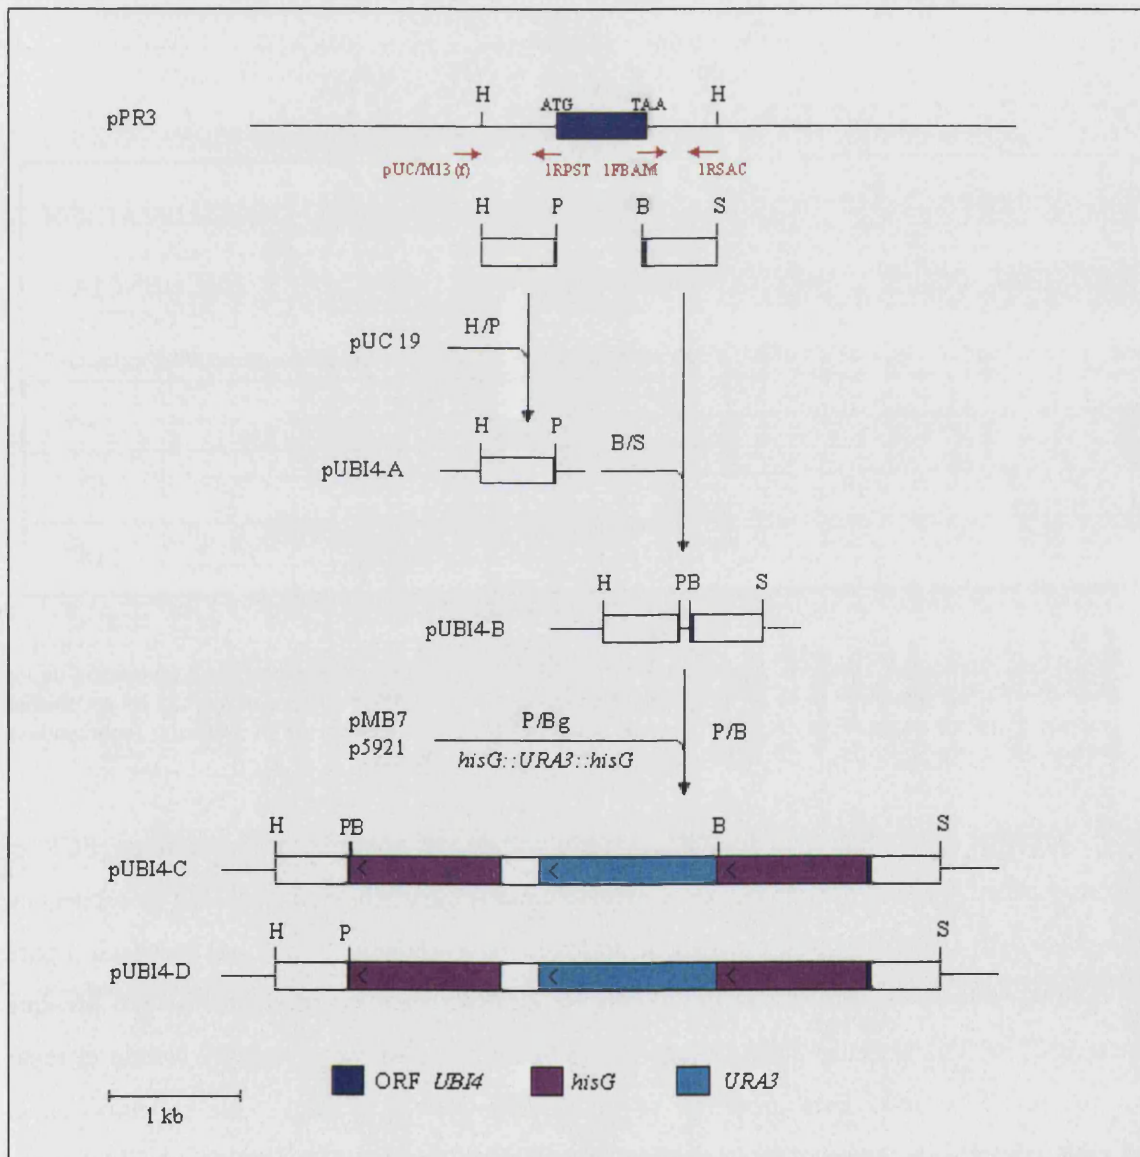 H ATG TAA H
pPR3
pUC/M13 (f) 1RPST 1FBAM 1RSAC
H P B S
H/P
pUC 19
H P
B/S
pUBI4-A
H PB S
pUBI4-B
pMB7 P/Bg P/B
p5921
hisG::URA3::hisG
H PB B S
pUBI4-C
H P S
pUBI4-D
ORF UBI4 hisG URA3
1 kb